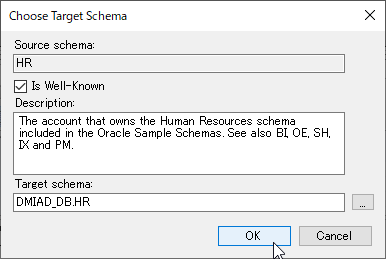 Choose Target Schema
Source schema:
HR
Is Well-Known
Description:
The account that owns the Human Resources schema
included in the Oracle Sample Schemas. See also BI, OE, SH,
IX and PM.
Target schema:
DMIAD_DB.HR
...
OK
Cancel